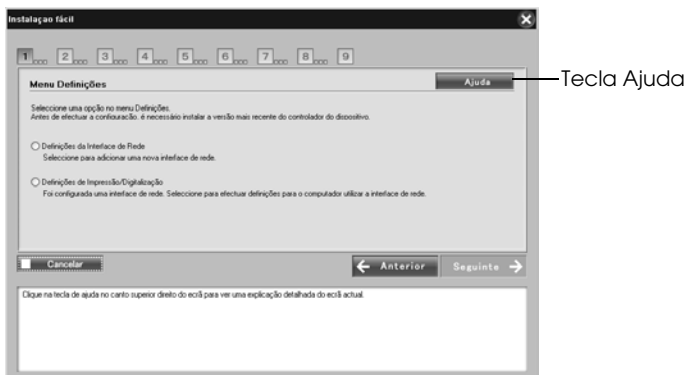 Instalaçao fácil
1 2 3 4 5 6 7 8 9
Menu Definições
Ajuda
Tecla Ajuda
Seleccione uma opção no menu Definições.
Antes de efectuar a confiouracão. é necessário instalar a versão mais recente do controlador do dispositivo.
Definições da Interface de Rede
Seleccione para adicionar uma nova interface de rede.
Definições de Impressão/Digitalização
Foi configurada uma interface de rede. Seleccione para efectuar definições para o computador utilizar a interface de rede.
Cancelar
Anterior
Seguinte
Clique na tecla de ajuda no canto superior direito do ecrã para ver uma explicação detalhada do ecrã actual.